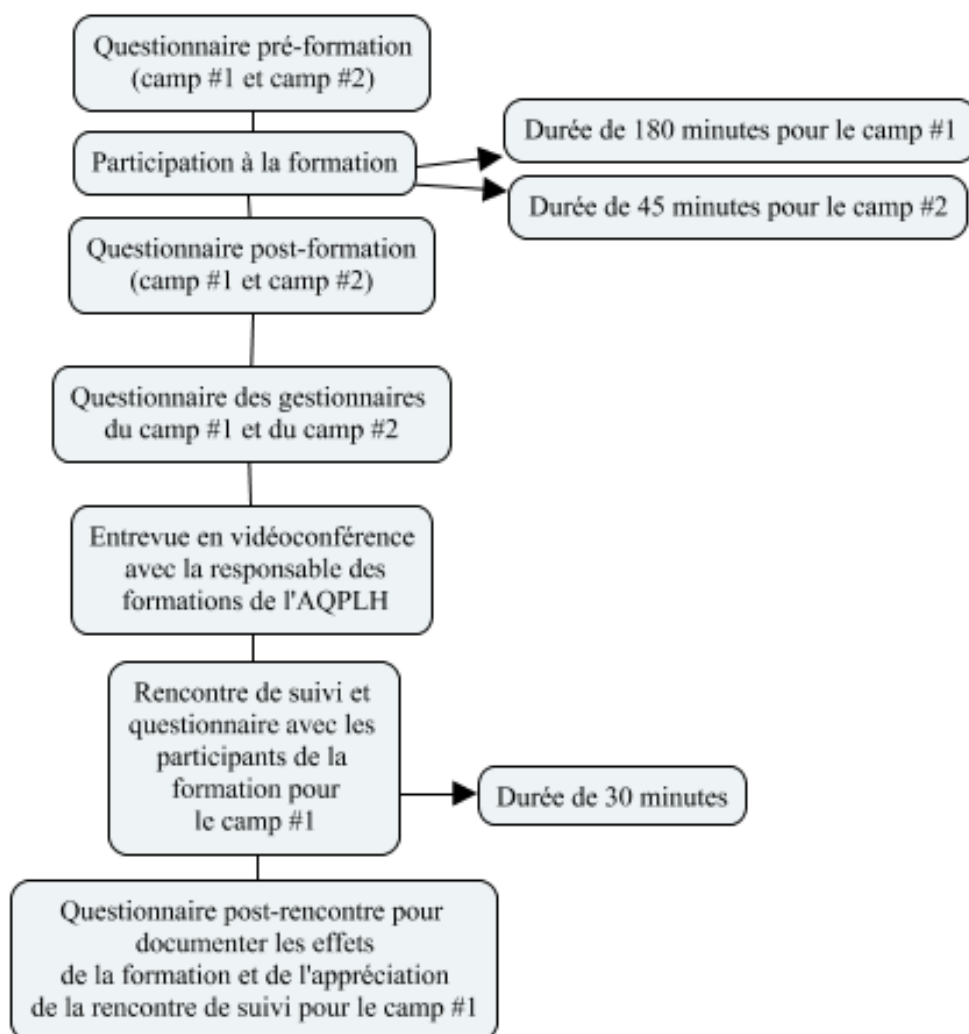 Questionnaire pré-formation
(camp #1 et camp #2)
Participation à la formation
Durée de 180 minutes pour le camp #1
Durée de 45 minutes pour le camp #2
Questionnaire post-formation
(camp #1 et camp #2)
Questionnaire des gestionnaires
du camp #1 et du camp #2
Entrevue en vidéoconférence
avec la responsable des
formations de l'AQPLH
Rencontre de suivi et
questionnaire avec les
participants de la
formation pour
le camp #1
Durée de 30 minutes
Questionnaire post-rencontre pour
documenter les effets
de la formation et de l'appréciation
de la rencontre de suivi pour le camp #1